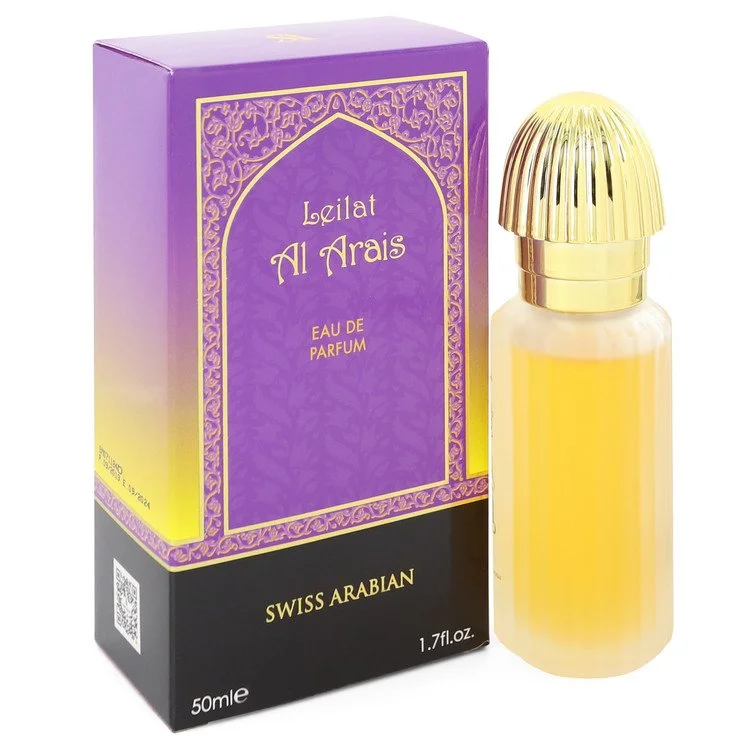 Leilat
Al Arais
EAU DE
PARFUM
SWISS ARABIAN
1.7fl.oz.
50ml℮